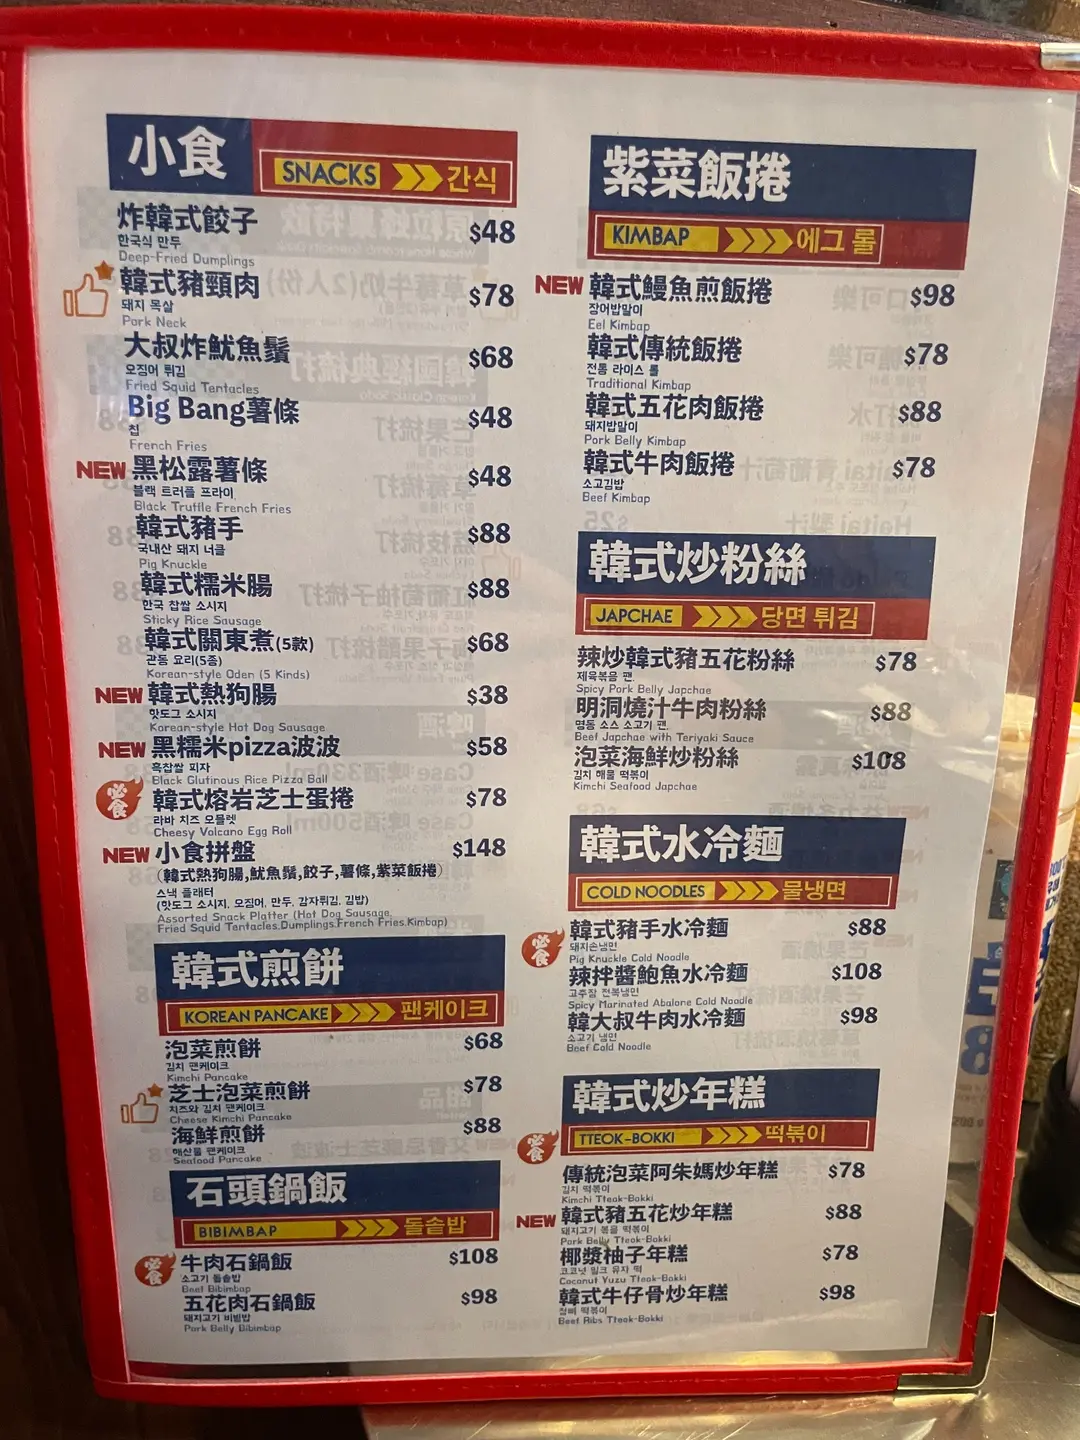 小食
SNACKS 간식
炸韓式餃子 $48
한국식 만두
Deep-Fried Dumplings
韓式豬頸肉 $78
돼지 목살
Pork Neck
大叔炸魷魚鬚 $68
오징어 튀김
Fried Squid Tentacles
Big Bang薯條 $48
칩
French Fries
NEW 黑松露薯條 $48
블랙 트러플 프라이
Black Truffle French Fries
韓式豬手 $88
국내산 돼지 너클
Pig Knuckle
韓式糯米腸 $88
한국 찹쌀 소시지
Sticky Rice Sausage
韓式關東煮(5款) $68
관동 요리(5종)
Korean-style Oden (5 Kinds)
NEW 韓式熱狗腸 $38
핫도그 소시지
Korean-style Hot Dog Sausage
NEW 黑糯米pizza波波 $58
흑찹쌀 피자
Black Glutinous Rice Pizza Ball
必食 韓式熔岩芝士蛋捲 $78
라바 치즈 오믈렛
Cheesy Volcano Egg Roll
NEW 小食拼盤 $148
(韓式熱狗腸,魷魚鬚,餃子,薯條,紫菜飯捲)
스낵 플래터
(핫도그 소시지, 오징어, 만두, 감자튀김, 김밥)
Assorted Snack Platter (Hot Dog Sausage,
Fried Squid Tentacles,Dumplings,French Fries,Kimbap)
韓式煎餅
KOREAN PANCAKE 팬케이크
泡菜煎餅 $68
김치 팬케이크
Kimchi Pancake
芝士泡菜煎餅 $78
치즈와 김치 팬케이크
Cheese Kimchi Pancake
海鮮煎餅 $88
해산물 팬케이크
Seafood Pancake
石頭鍋飯
BIBIMBAP 돌솥밥
必食 牛肉石鍋飯 $108
소고기 돌솥밥
Beef Bibimbap
五花肉石鍋飯 $98
돼지고기 비빔밥
Pork Belly Bibimbap
紫菜飯捲
KIMBAP 에그 롤
NEW 韓式鰻魚煎飯捲 $98
장어밥말이
Eel Kimbap
韓式傳統飯捲 $78
전통 라이스 롤
Traditional Kimbap
韓式五花肉飯捲 $88
돼지밥말이
Pork Belly Kimbap
韓式牛肉飯捲 $78
소고기김밥
Beef Kimbap
韓式炒粉絲
JAPCHAE 당면 튀김
辣炒韓式豬五花粉絲 $78
제육볶음 팬
Spicy Pork Belly Japchae
明洞燒汁牛肉粉絲 $88
명동 소스 소고기 팬
Beef Japchae with Teriyaki Sauce
泡菜海鮮炒粉絲 $108
김치 해물 떡볶이
Kimchi Seafood Japchae
韓式水冷麵
COLD NOODLES 물냉면
必食 韓式豬手水冷麵 $88
돼지손냉면
Pig Knuckle Cold Noodle
辣拌醬鮑魚水冷麵 $108
고추장 전복냉면
Spicy Marinated Abalone Cold Noodle
韓大叔牛肉水冷麵 $98
소고기 냉면
Beef Cold Noodle
韓式炒年糕
必食 TTEOK-BOKKI 떡볶이
傳統泡菜阿朱媽炒年糕 $78
김치 떡볶이
Kimchi Tteok-Bokki
NEW 韓式豬五花炒年糕 $88
돼지고기 볶음 떡볶이
Pork Belly Tteok-Bokki
椰漿柚子年糕 $78
코코넛 밀크 유자 떡
Coconut Yuzu Tteok-Bokki
韓式牛仔骨炒年糕 $98
갈비 떡볶이
Beef Ribs Tteok-Bokki